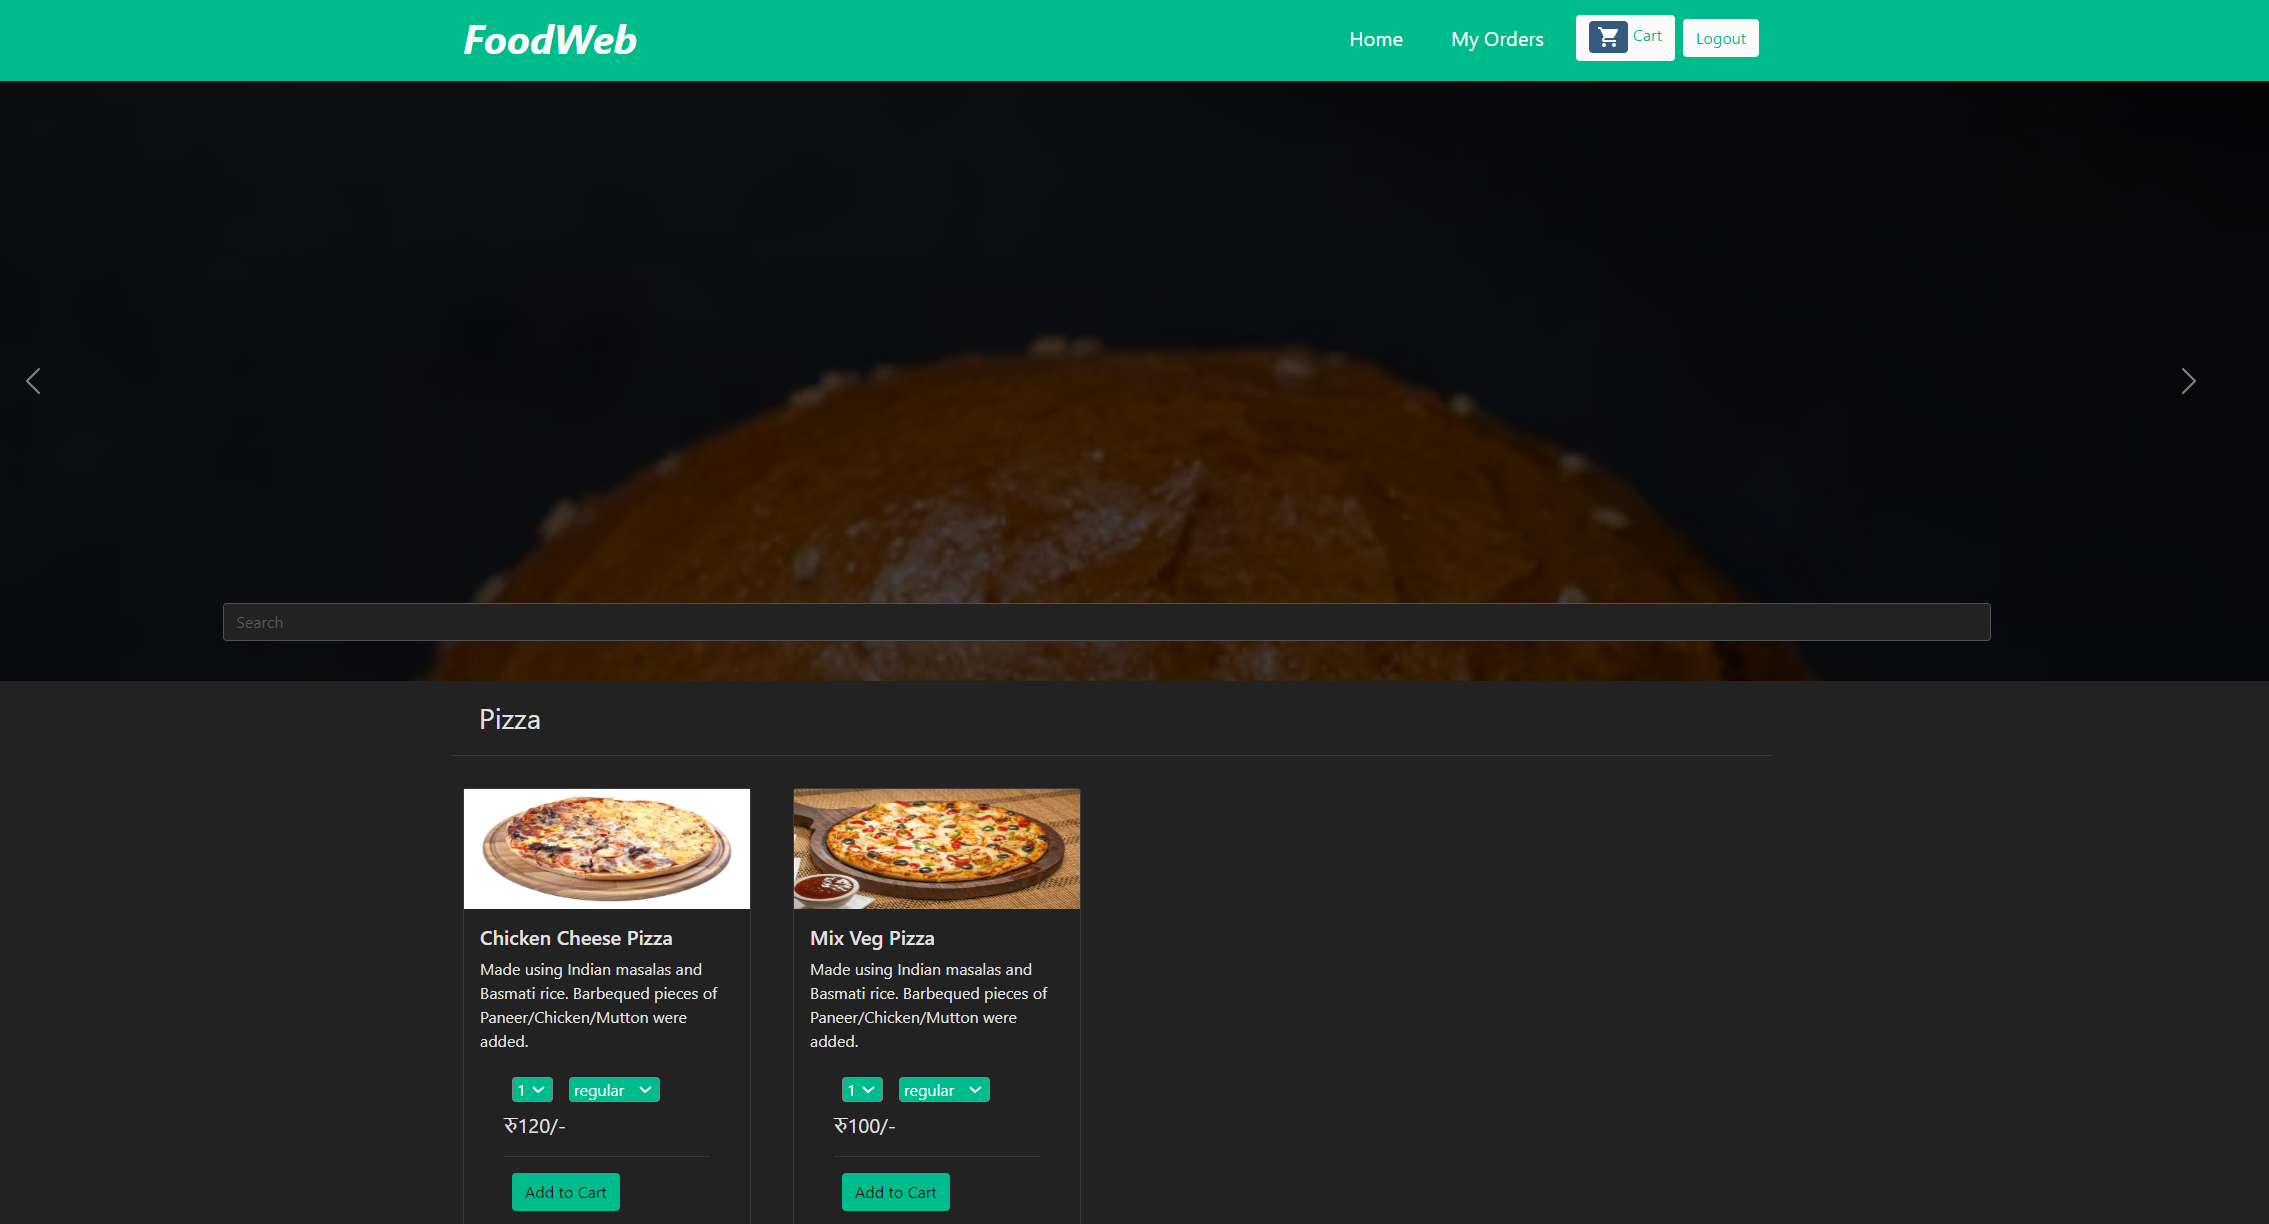 FoodWeb
Home
My Orders
Cart
Logout
Search
Pizza
Chicken Cheese Pizza
Made using Indian masalas and
Basmati rice. Barbequed pieces of
Paneer/Chicken/Mutton were
added.
1
regular
रु120/-
Add to Cart
Mix Veg Pizza
Made using Indian masalas and
Basmati rice. Barbequed pieces of
Paneer/Chicken/Mutton were
added.
1
regular
रु100/-
Add to Cart